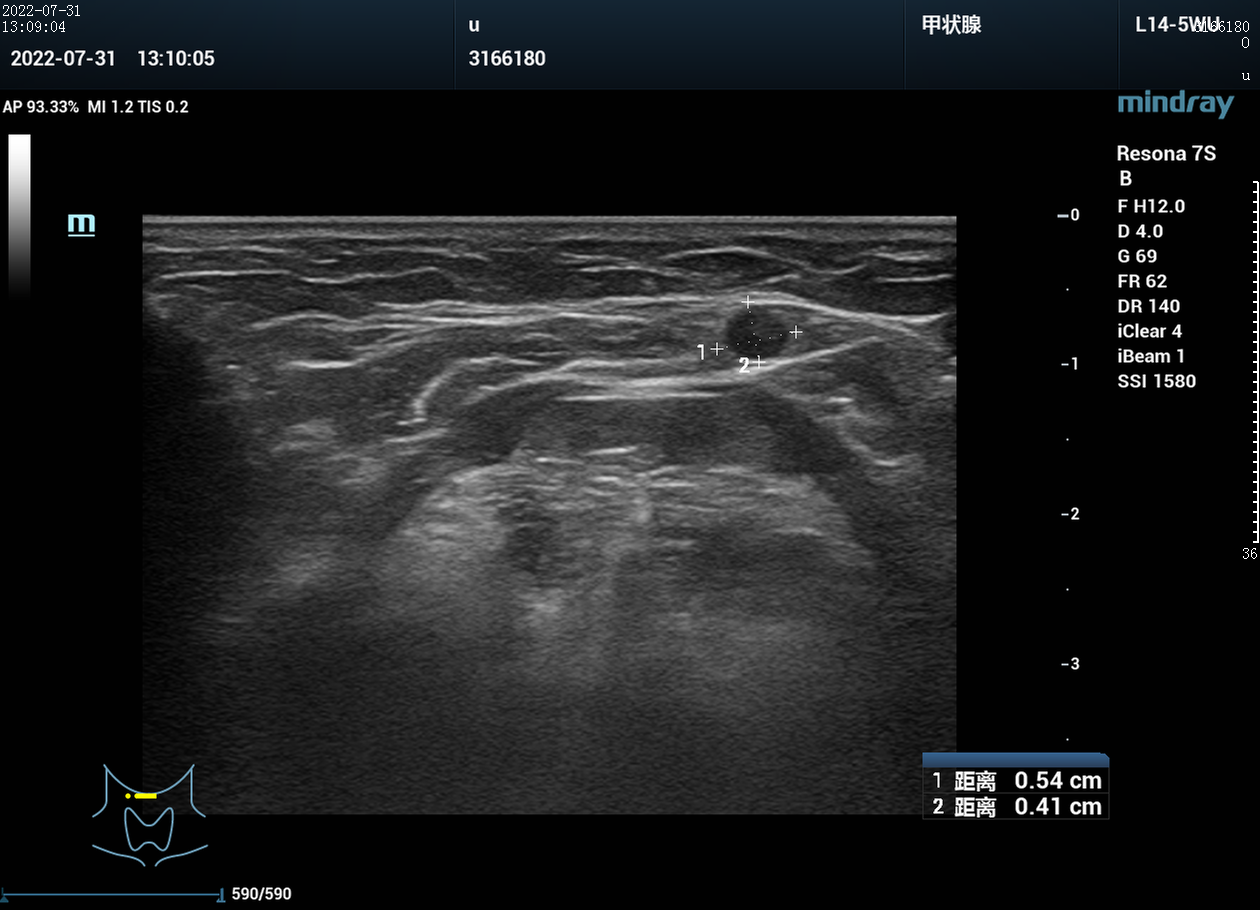 2022-07-31
13:09:04
2022-07-31 13:10:05
u
3166180
甲状腺
L14-5WU
3166180
0
u
AP 93.33% MI 1.2 TIS 0.2
mindray
Resona 7S
B
F H12.0
D 4.0
G 69
FR 62
DR 140
iClear 4
iBeam 1
SSI 1580
m
0
1
2
3
1
2
36
1 距离 0.54 cm
2 距离 0.41 cm
590/590